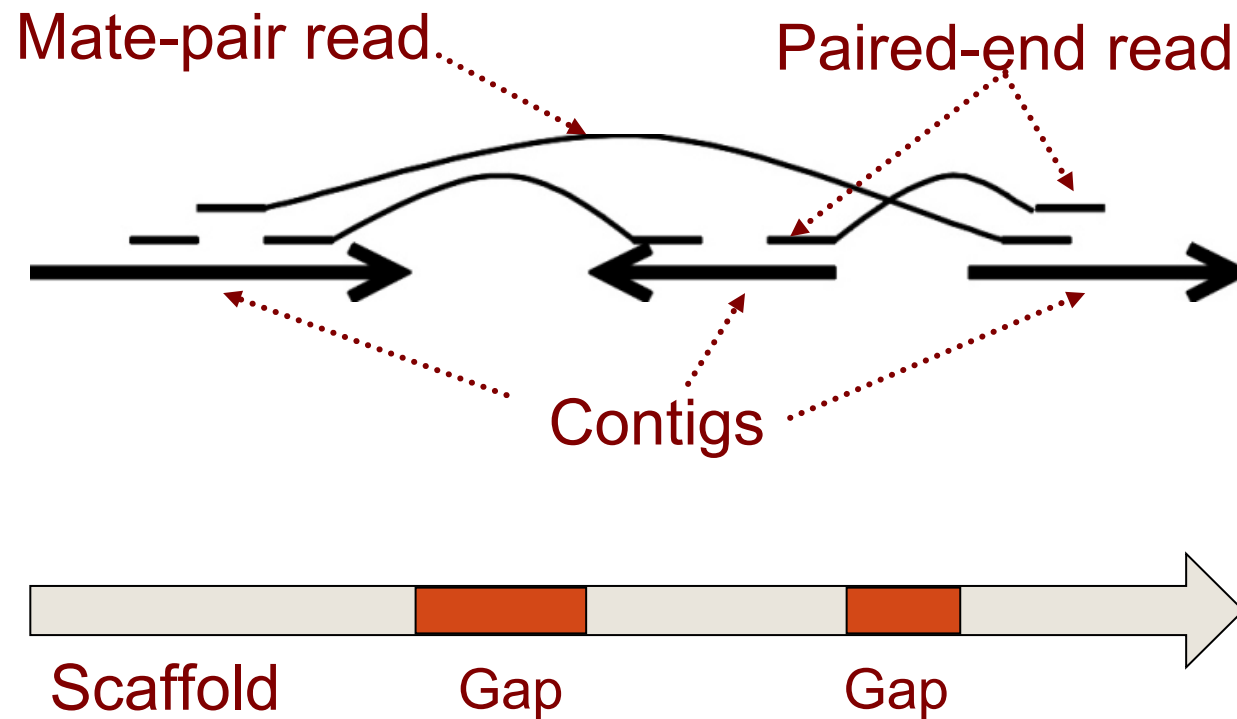 Mate-pair read
Paired-end read
Contigs
Scaffold
Gap
Gap